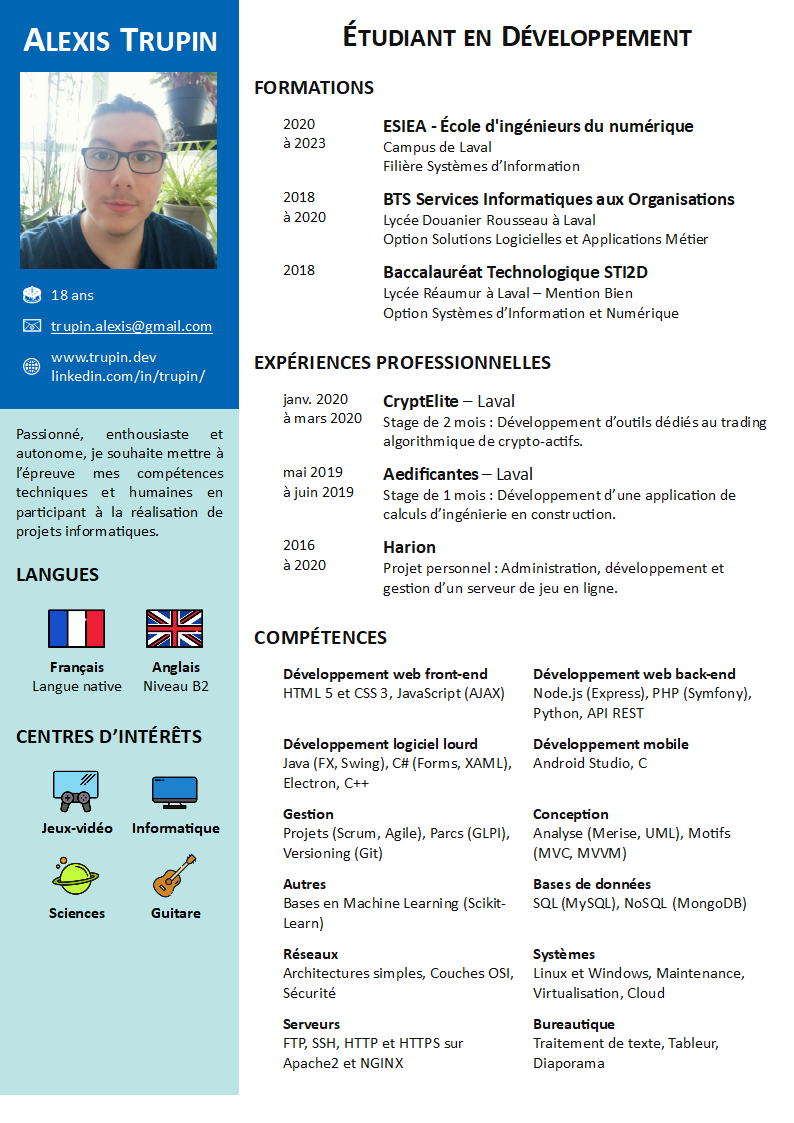 ALEXIS TRUPIN
18 ans
trupin.alexis@gmail.com
www.trupin.dev
linkedin.com/in/trupin/
Passionné, enthousiaste et
autonome, je souhaite mettre à
l’épreuve mes compétences
techniques et humaines en
participant à la réalisation de
projets informatiques.
LANGUES
Français
Langue native
Anglais
Niveau B2
CENTRES D’INTÉRÊTS
Jeux-vidéo
Informatique
Sciences
Guitare
ÉTUDIANT EN DÉVELOPPEMENT
FORMATIONS
2020
à 2023
ESIEA - École d'ingénieurs du numérique
Campus de Laval
Filière Systèmes d’Information
2018
à 2020
BTS Services Informatiques aux Organisations
Lycée Douanier Rousseau à Laval
Option Solutions Logicielles et Applications Métier
2018
Baccalauréat Technologique STI2D
Lycée Réaumur à Laval – Mention Bien
Option Systèmes d’Information et Numérique
EXPÉRIENCES PROFESSIONNELLES
janv. 2020
à mars 2020
CryptElite – Laval
Stage de 2 mois : Développement d’outils dédiés au trading
algorithmique de crypto-actifs.
mai 2019
à juin 2019
Aedificantes – Laval
Stage de 1 mois : Développement d’une application de
calculs d’ingénierie en construction.
2016
à 2020
Harion
Projet personnel : Administration, développement et
gestion d’un serveur de jeu en ligne.
COMPÉTENCES
Développement web front-end
HTML 5 et CSS 3, JavaScript (AJAX)
Développement web back-end
Node.js (Express), PHP (Symfony),
Python, API REST
Développement logiciel lourd
Java (FX, Swing), C# (Forms, XAML),
Electron, C++
Développement mobile
Android Studio, C
Gestion
Projets (Scrum, Agile), Parcs (GLPI),
Versioning (Git)
Conception
Analyse (Merise, UML), Motifs
(MVC, MVVM)
Autres
Bases en Machine Learning (Scikit-
Learn)
Bases de données
SQL (MySQL), NoSQL (MongoDB)
Réseaux
Architectures simples, Couches OSI,
Sécurité
Systèmes
Linux et Windows, Maintenance,
Virtualisation, Cloud
Serveurs
FTP, SSH, HTTP et HTTPS sur
Apache2 et NGINX
Bureautique
Traitement de texte, Tableur,
Diaporama